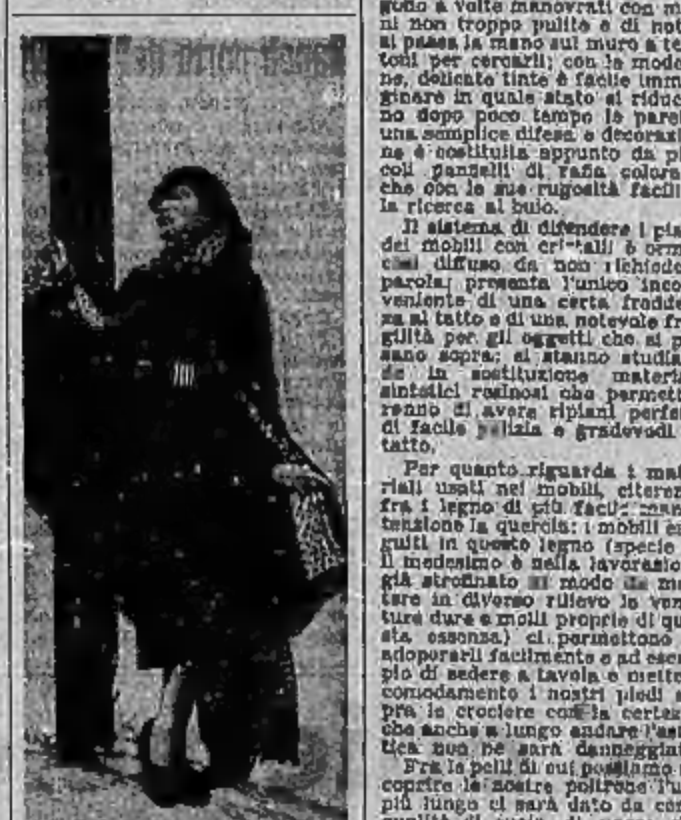 gono a volte manovrati con m
ni non troppo pulite e di not
si passa la mano sul muro a te
toni per cercarli; con le mode
ne, delicate tinte è facile imm
ginare in quale stato si riduc
no dopo poco tempo le paret
una semplice difesa e decorazi
ne è costituita appunto da pi
coli pannelli di rafia colora
che con le sue rugosità facili
la ricerca al buio.
Il sistema di difendere i pia
dei mobili con cristalli è orm
così diffuso da non richiede
parola; presenta l'unico inco
veniente di una certa fredde
za al tatto e di una notevole fr
gilità per gli oggetti che si p
sano sopra; si stanno studia
do in sostituzione materia
sintetici resinosi che permett
ranno di avere ripiani perfet
di facile pulizia e gradevoli
tatto.
Per quanto riguarda i mat
riali usati nei mobili, citerem
fra i legno di più facile man
tenzione la quercia: i mobili es
guiti in questo legno (specie
il medesimo è nella lavorazio
già strofinato in modo da me
tere in diverso rilievo le ven
ture dure e molli proprie di qu
sta essenza) ci permettono
adoperarli facilmente e ad esem
pio di sedere a tavola e mette
comodamente i nostri piedi s
pra le crociere con la certez
che anche a lungo andare l'est
tica non ne sarà danneggiat
Fra le pelli di cui possiamo
coprire le nostre poltrone l'u
più lungo ci sarà dato da cer
qualità di